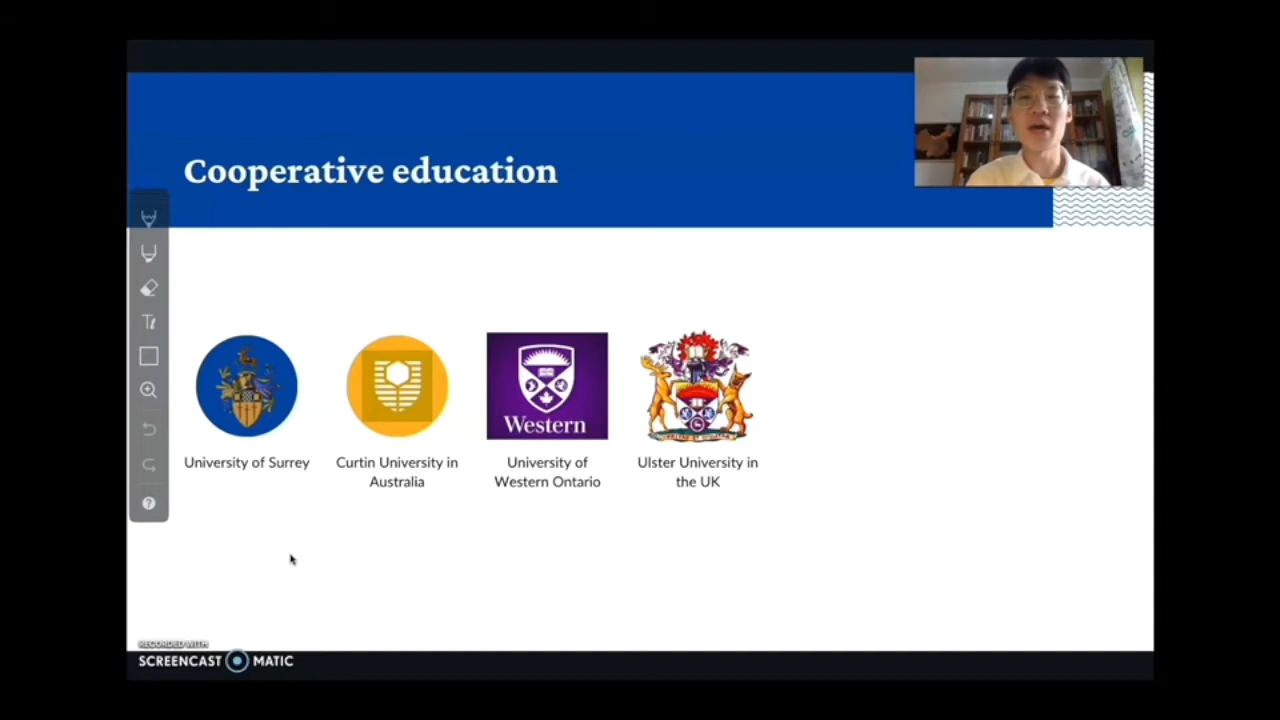 Cooperative education
Tt
University of Surrey
Curtin University in
Australia
Western
University of
Western Ontario
Ulster University in
the UK
?
RECORDED WITH
SCREENCAST MATIC